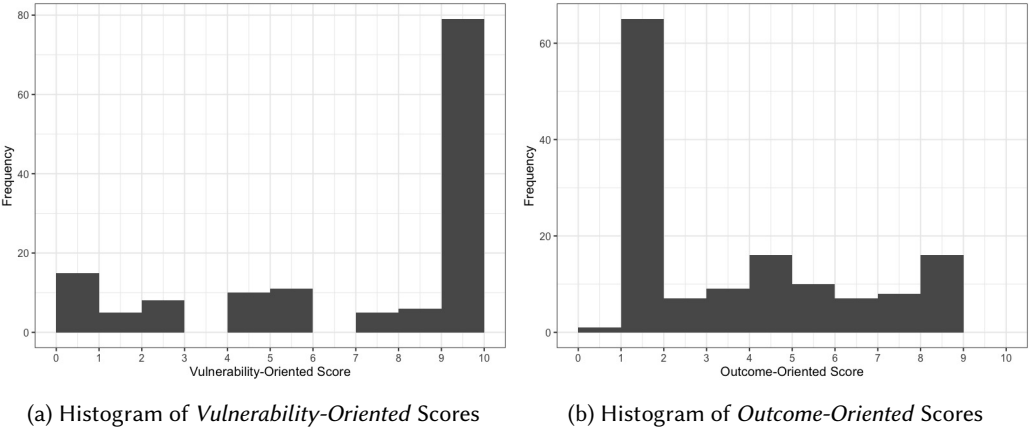 80
60
40
20
0
Frequency
0 1 2 3 4 5 6 7 8 9 10
Vulnerability-Oriented Score
(a) Histogram of Vulnerability-Oriented Scores
60
40
20
0
Frequency
0 1 2 3 4 5 6 7 8 9 10
Outcome-Oriented Score
(b) Histogram of Outcome-Oriented Scores